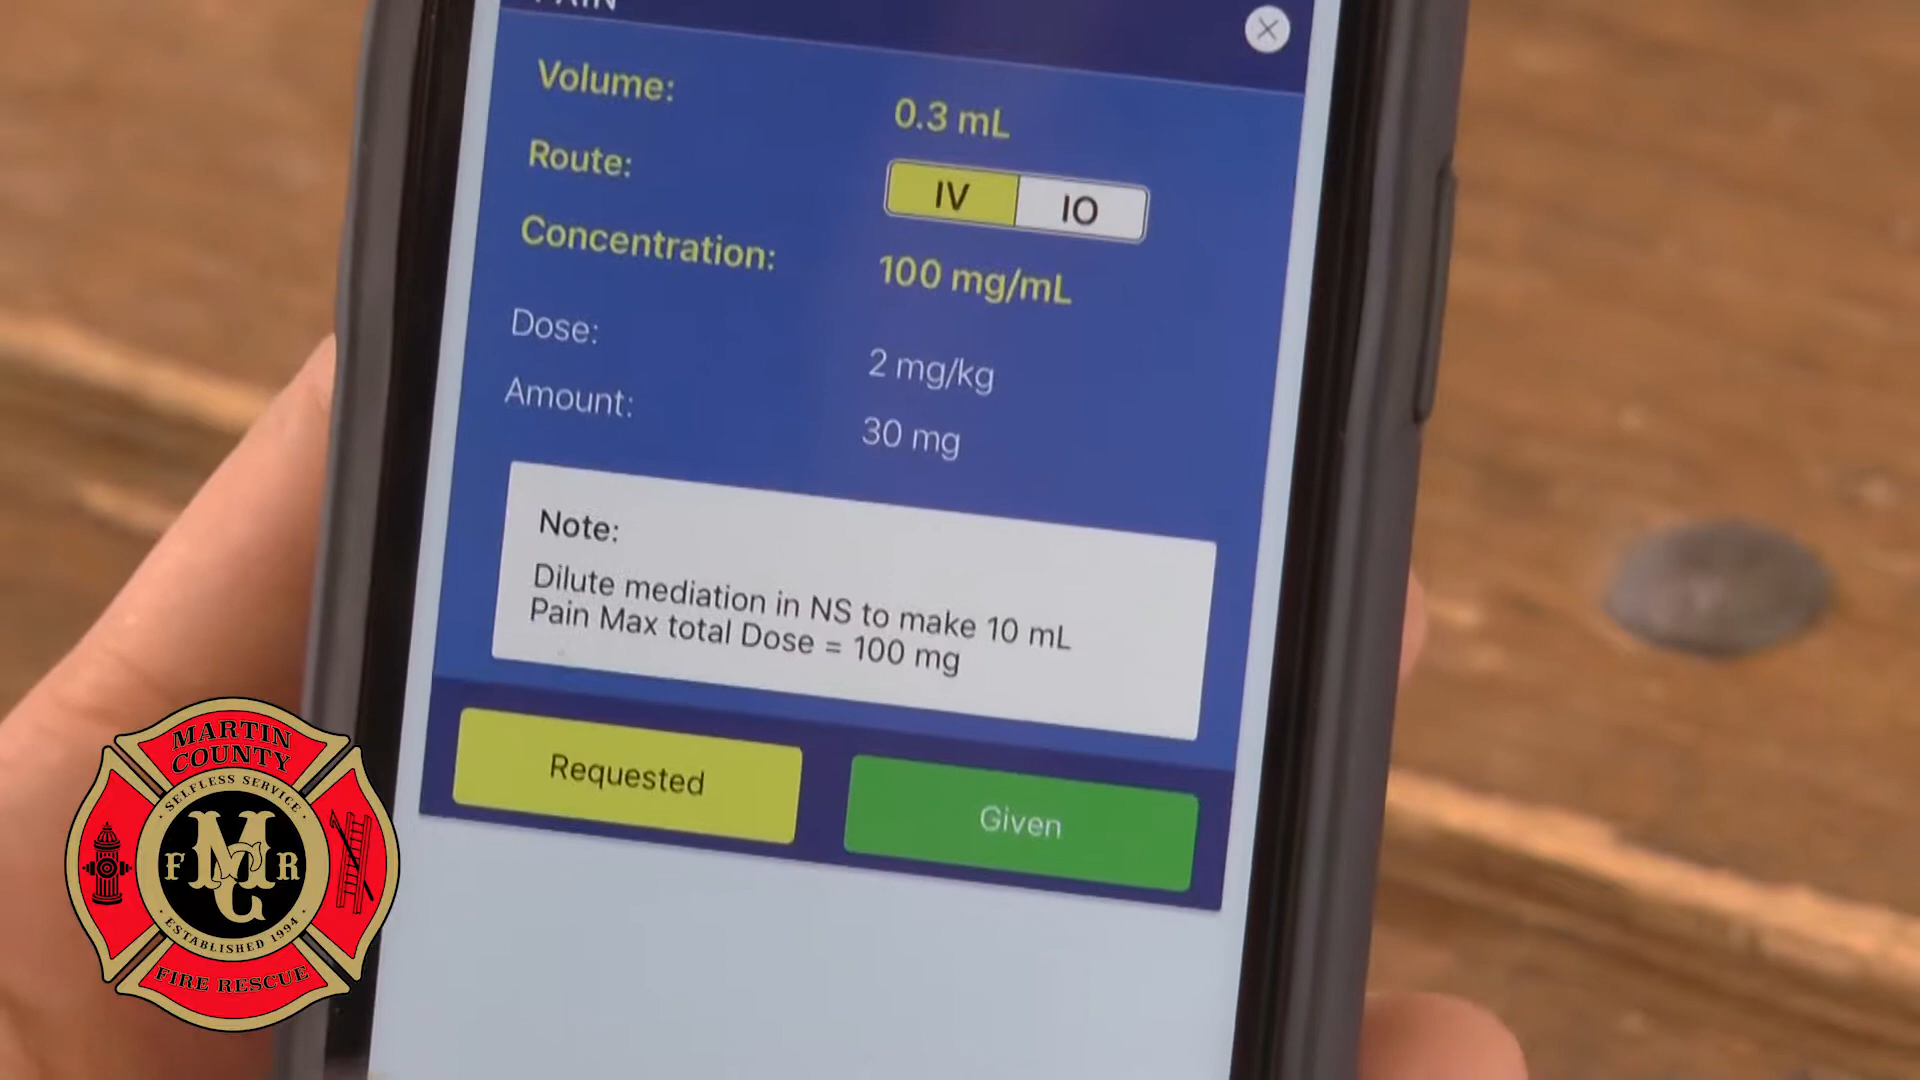 PAIN
Volume: 0.3 mL
Route: IV IO
Concentration: 100 mg/mL
Dose: 2 mg/kg
Amount: 30 mg
Note:
Dilute mediation in NS to make 10 mL
Pain Max total Dose = 100 mg
Requested Given
MARTIN
COUNTY
SELFLESS SERVICE
F MC R
ESTABLISHED 1994
FIRE RESCUE